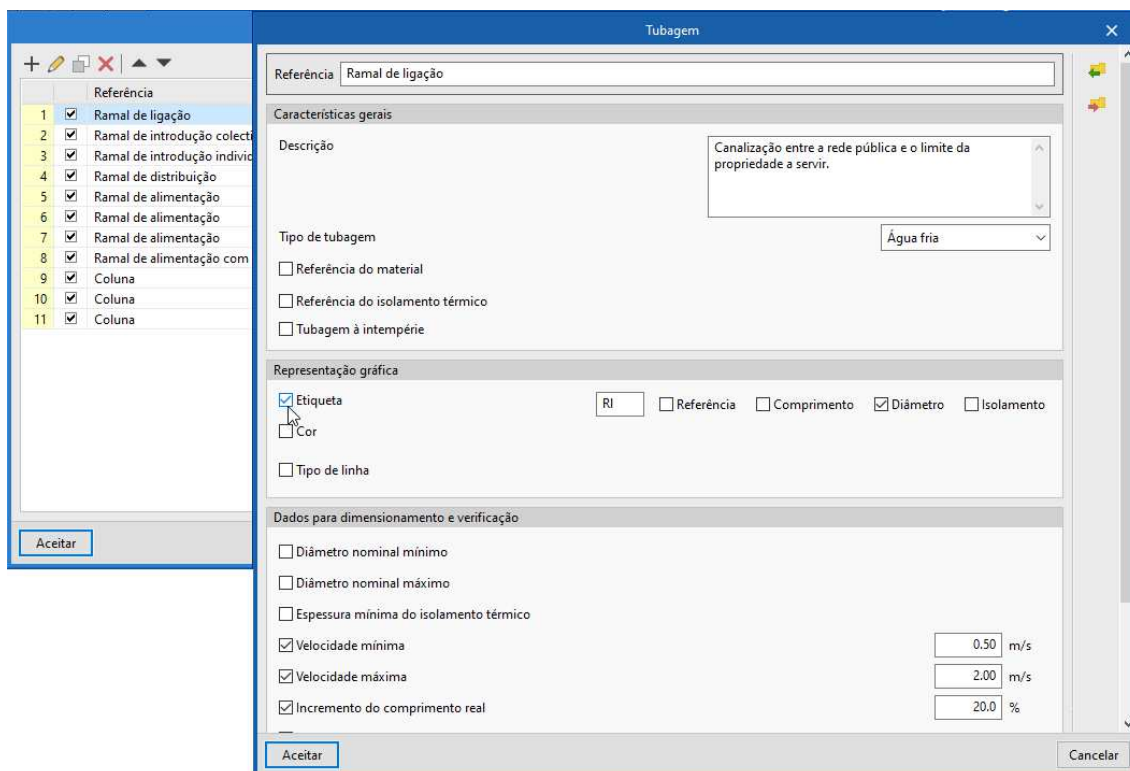 Referência
1 Ramal de ligação
2 Ramal de introdução colecti
3 Ramal de introdução individ
4 Ramal de distribuição
5 Ramal de alimentação
6 Ramal de alimentação
7 Ramal de alimentação
8 Ramal de alimentação com
9 Coluna
10 Coluna
11 Coluna
Aceitar
Tubagem
Referência Ramal de ligação
Características gerais
Descrição
Canalização entre a rede pública e o limite da
propriedade a servir.
Tipo de tubagem Água fria
Referência do material
Referência do isolamento térmico
Tubagem à intempérie
Representação gráfica
Etiqueta RI Referência Comprimento Diâmetro Isolamento
Cor
Tipo de linha
Dados para dimensionamento e verificação
Diâmetro nominal mínimo
Diâmetro nominal máximo
Espessura mínima do isolamento térmico
Velocidade mínima 0.50 m/s
Velocidade máxima 2.00 m/s
Incremento do comprimento real 20.0 %
Aceitar Cancelar